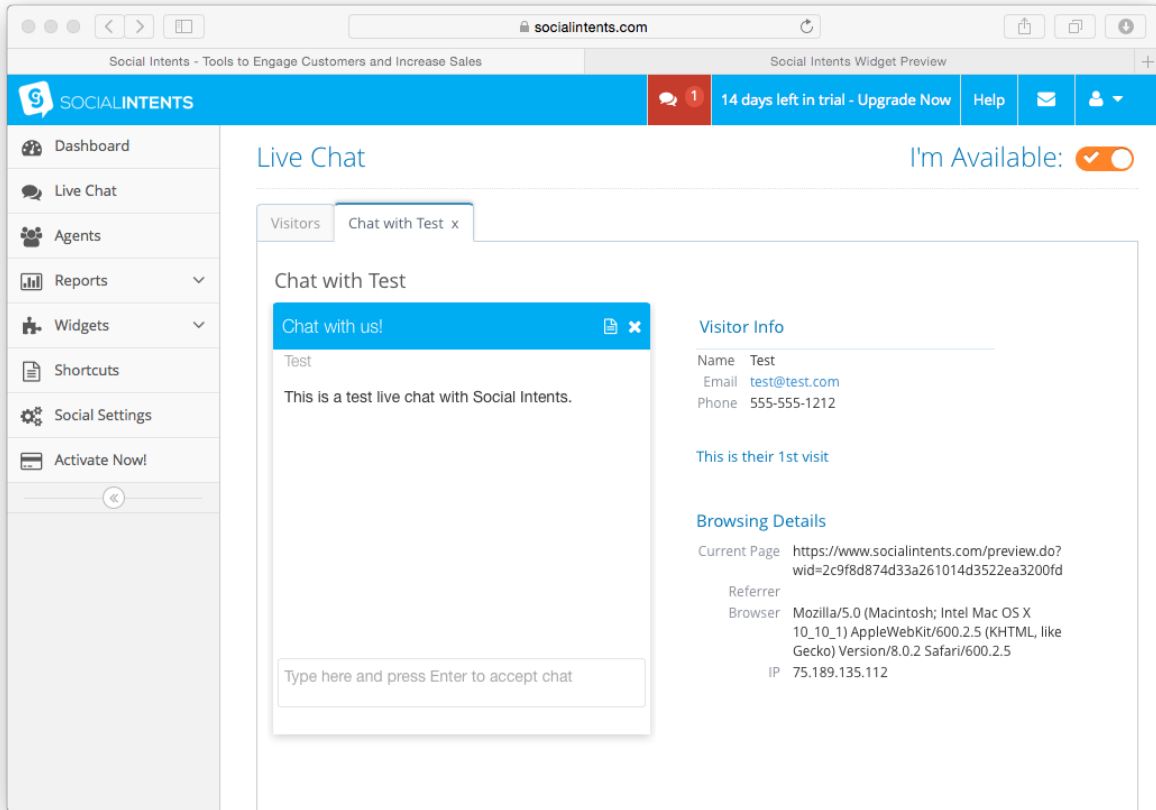 socialintents.com
Social Intents - Tools to Engage Customers and Increase Sales
Social Intents Widget Preview
SOCIALINTENTS
1
14 days left in trial - Upgrade Now
Help
Dashboard
Live Chat
Agents
Reports
Widgets
Shortcuts
Social Settings
Activate Now!
Live Chat
I'm Available:
Visitors
Chat with Test x
Chat with Test
Chat with us!
Test
This is a test live chat with Social Intents.
Type here and press Enter to accept chat
Visitor Info
Name Test
Email test@test.com
Phone 555-555-1212
This is their 1st visit
Browsing Details
Current Page https://www.socialintents.com/preview.do?
wid=2c9f8d874d33a261014d3522ea3200fd
Referrer
Browser Mozilla/5.0 (Macintosh; Intel Mac OS X
10_10_1) AppleWebKit/600.2.5 (KHTML, like
Gecko) Version/8.0.2 Safari/600.2.5
IP 75.189.135.112